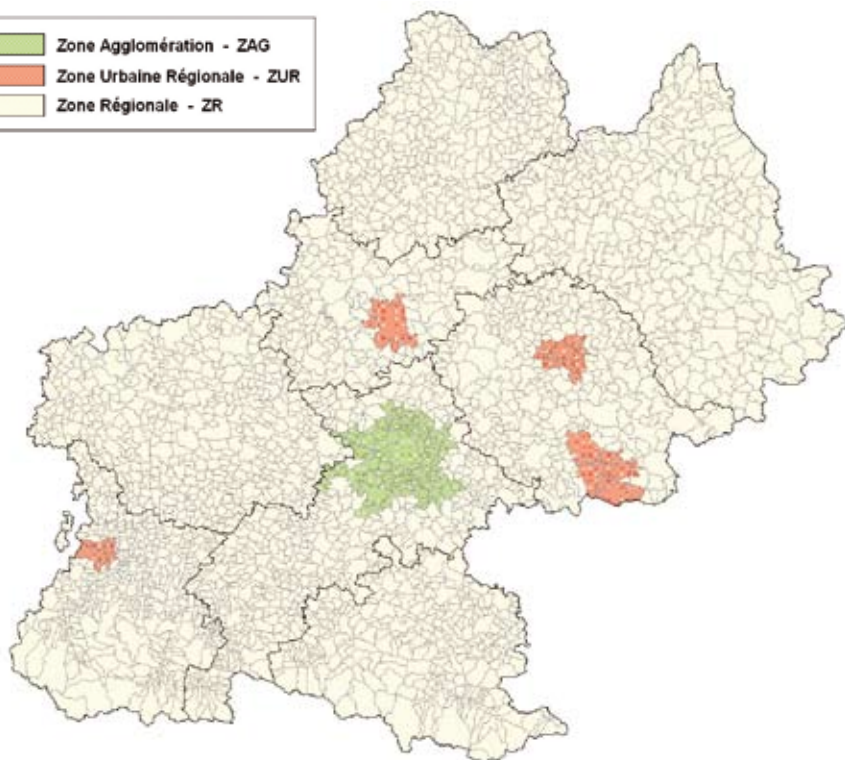 Zone Agglomération - ZAG
Zone Urbaine Régionale - ZUR
Zone Régionale - ZR